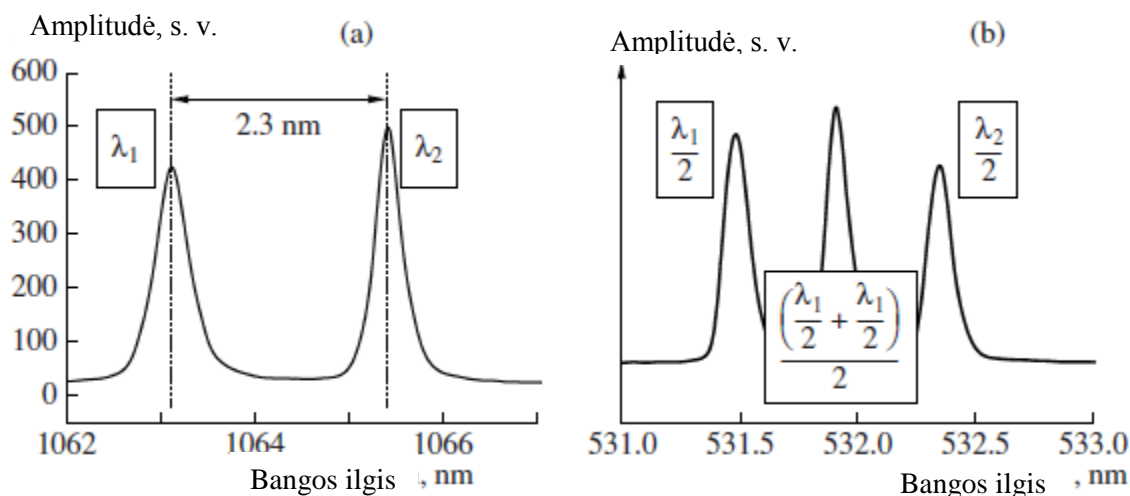 Amplitudė, s. v.
(a)
600
500
400
300
200
100
0
λ1
2.3 nm
λ2
1062
1064
1066
Bangos ilgis , nm
Amplitudė, s. v.
(b)
λ1/2
λ2/2
(λ1/2 + λ1/2)/2
531.0
531.5
532.0
532.5
533.0
Bangos ilgis , nm